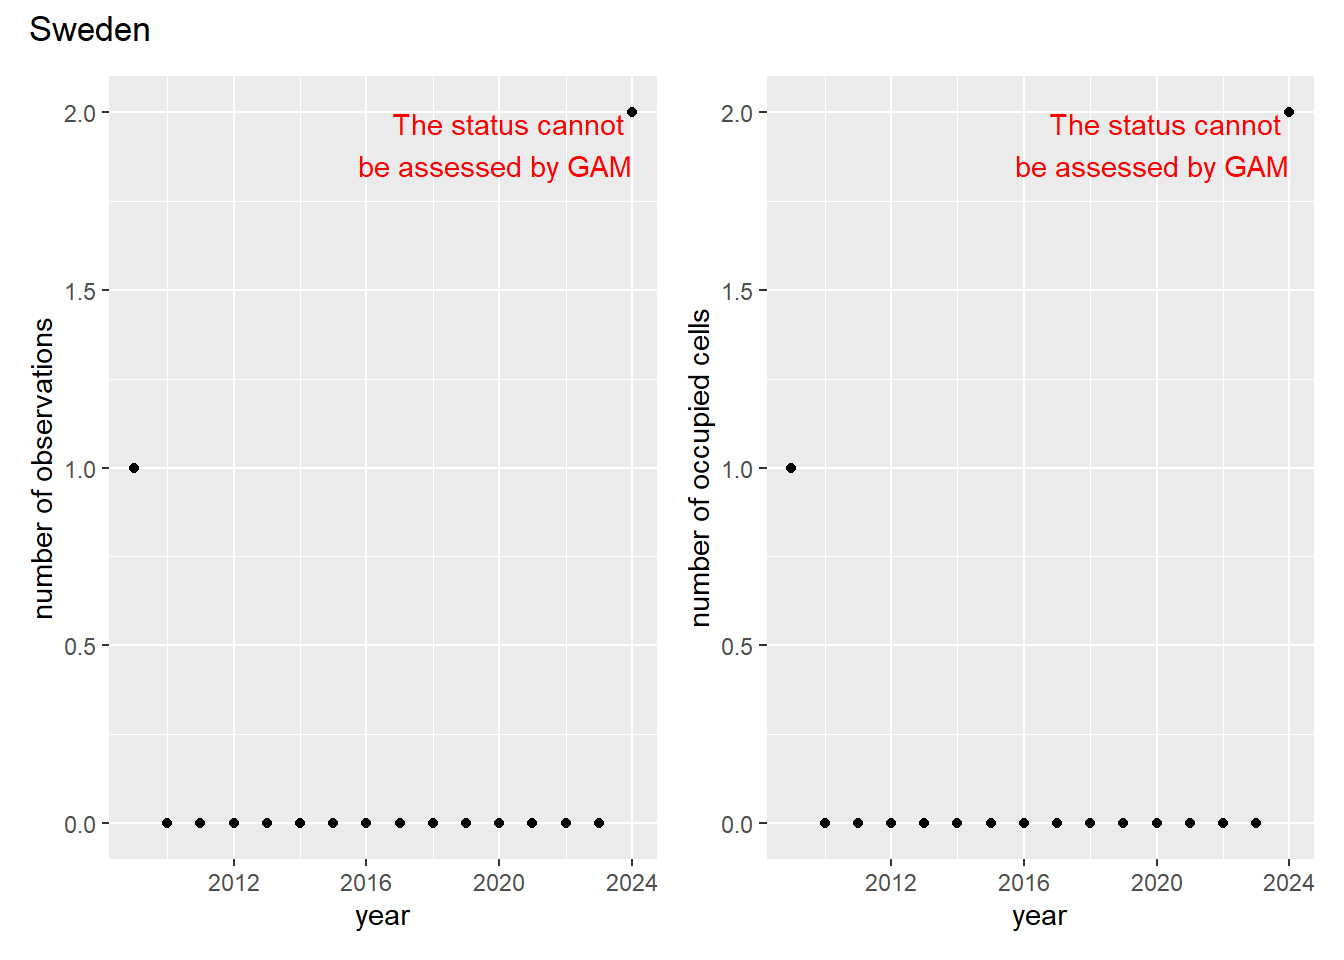 Sweden
2.0
1.5
1.0
0.5
0.0
number of observations
The status cannot
be assessed by GAM
2012 2016 2020 2024
year
2.0
1.5
1.0
0.5
0.0
number of occupied cells
The status cannot
be assessed by GAM
2012 2016 2020 2024
year